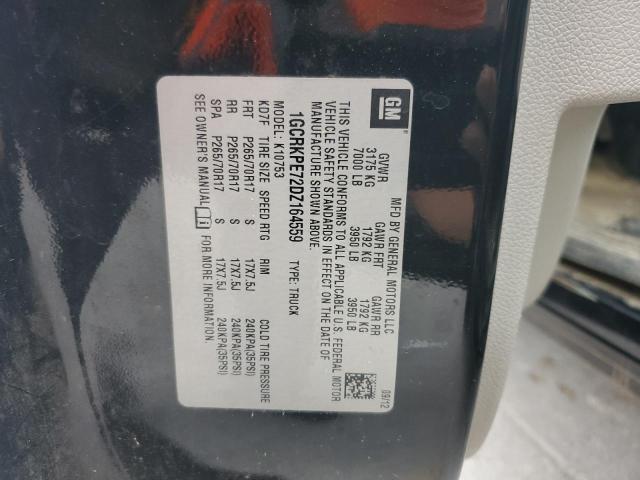 GM
MFD BY GENERAL MOTORS LLC 09/12
GVWR GAWR FRT GAWR RR
3175 KG 1792 KG 1792 KG
7000 LB 3950 LB 3950 LB
THIS VEHICLE CONFORMS TO ALL APPLICABLE U.S. FEDERAL MOTOR
VEHICLE SAFETY STANDARDS IN EFFECT ON THE DATE OF
MANUFACTURE SHOWN ABOVE.
1GCRKPE72DZ164559 TYPE: TRUCK
MODEL: K10753
KD7F TIRE SIZE SPEED RTG RIM COLD TIRE PRESSURE
FRT P265/70R17 S 17X7.5J 240KPA(35PSI)
RR P265/70R17 S 17X7.5J 240KPA(35PSI)
SPA P265/70R17 S 17X7.5J 240KPA(35PSI)
SEE OWNER'S MANUAL i FOR MORE INFORMATION.